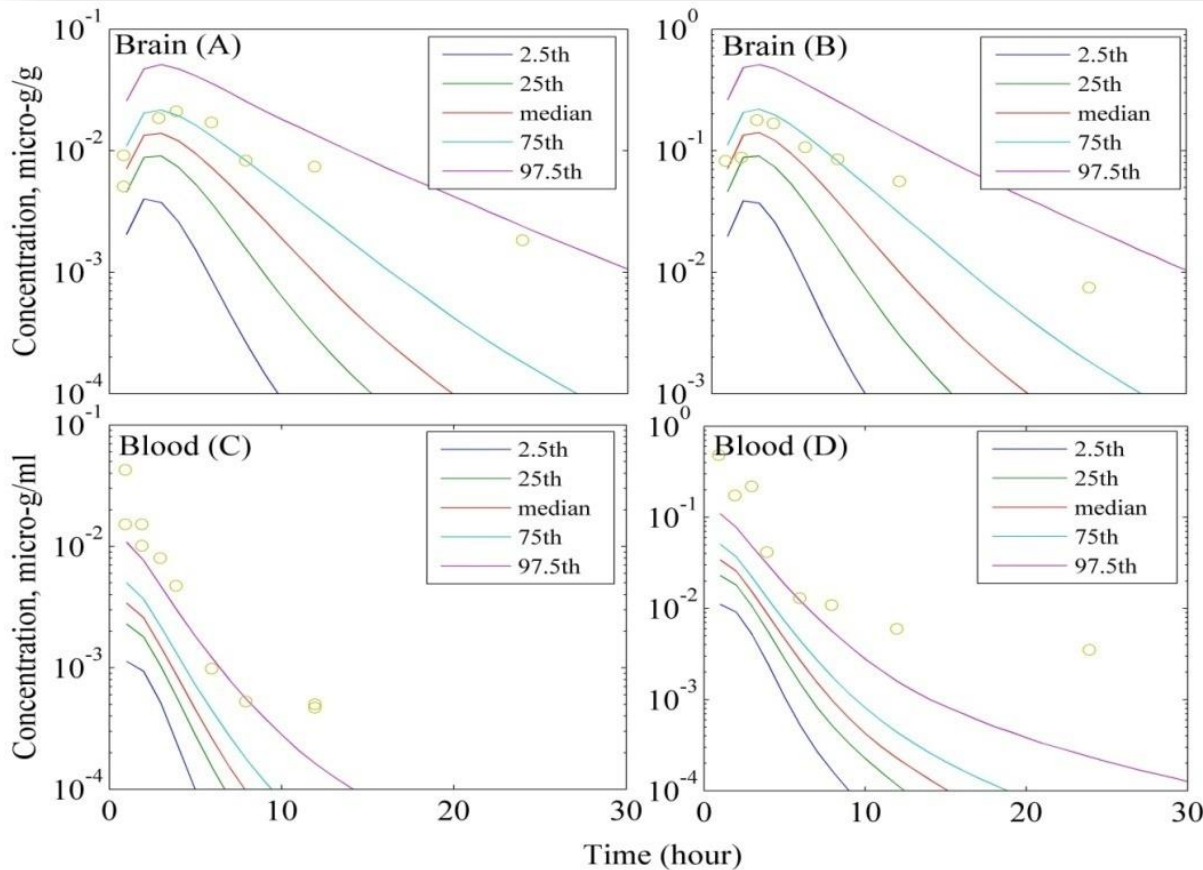 Concentration, micro-g/g
10^-1
10^-2
10^-3
10^-4
Brain (A)
2.5th
25th
median
75th
97.5th
0
10
20
30
10^0
10^-1
10^-2
10^-3
Brain (B)
2.5th
25th
median
75th
97.5th
Concentration, micro-g/ml
10^-1
10^-2
10^-3
10^-4
Blood (C)
2.5th
25th
median
75th
97.5th
10^0
10^-1
10^-2
10^-3
10^-4
Blood (D)
2.5th
25th
median
75th
97.5th
0
10
20
30
Time (hour)